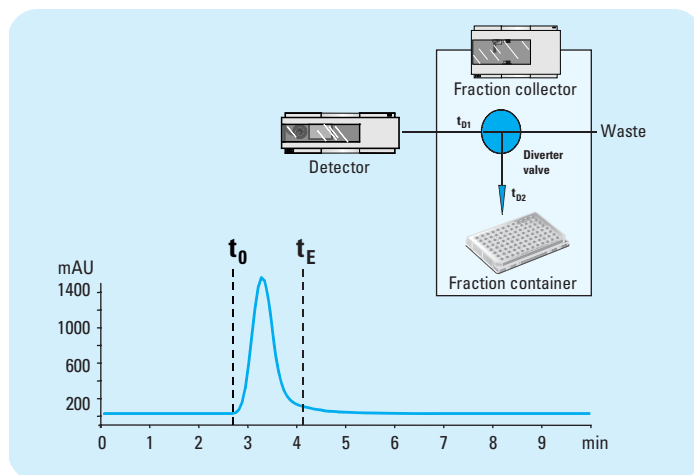 Fraction collector
tD1
Waste
Detector
Diverter
valve
tD2
Fraction container
t0
tE
mAU
1400
1000
600
200
0 1 2 3 4 5 6 7 8 9 min